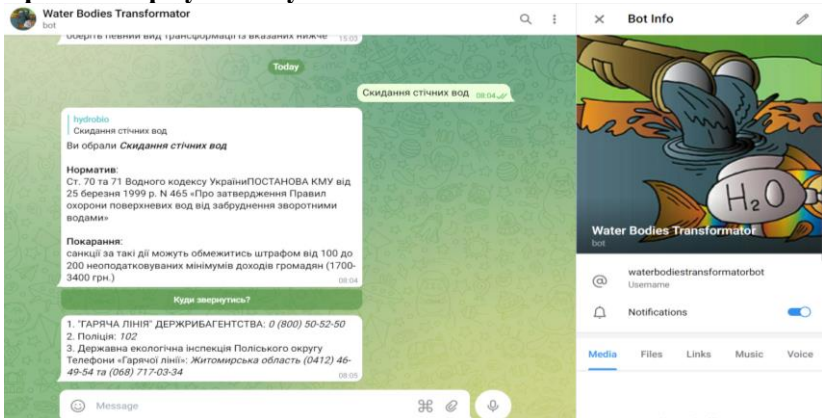 Water Bodies Transformator
bot
оберіть певний вид трансформації із вказаних нижче 15:03
Today
Скидання стічних вод 08:04
hydrobio
Скидання стічних вод
Ви обрали Скидання стічних вод
Норматив:
Ст. 70 та 71 Водного кодексу УкраїниПОСТАНОВА КМУ від
25 березня 1999 р. N 465 «Про затвердження Правил
охорони поверхневих вод від забруднення зворотними
водами»
Покарання:
санкції за такі дії можуть обмежитись штрафом від 100 до
200 неоподатковуваних мінімумів доходів громадян (1700-
3400 грн.) 08:04
Куди звернутись?
1. "ГАРЯЧА ЛІНІЯ" ДЕРЖРИБАГЕНТСТВА: 0 (800) 50-52-50
2. Поліція: 102
3. Державна екологічна інспекція Поліського округу
Телефони «Гарячої лінії»: Житомирська область (0412) 46-
49-54 та (068) 717-03-34 08:05
Message
Bot Info
H2O
Water Bodies Transformator
bot
waterbodiestransformatorbot
Username
Notifications
Media Files Links Music Voice